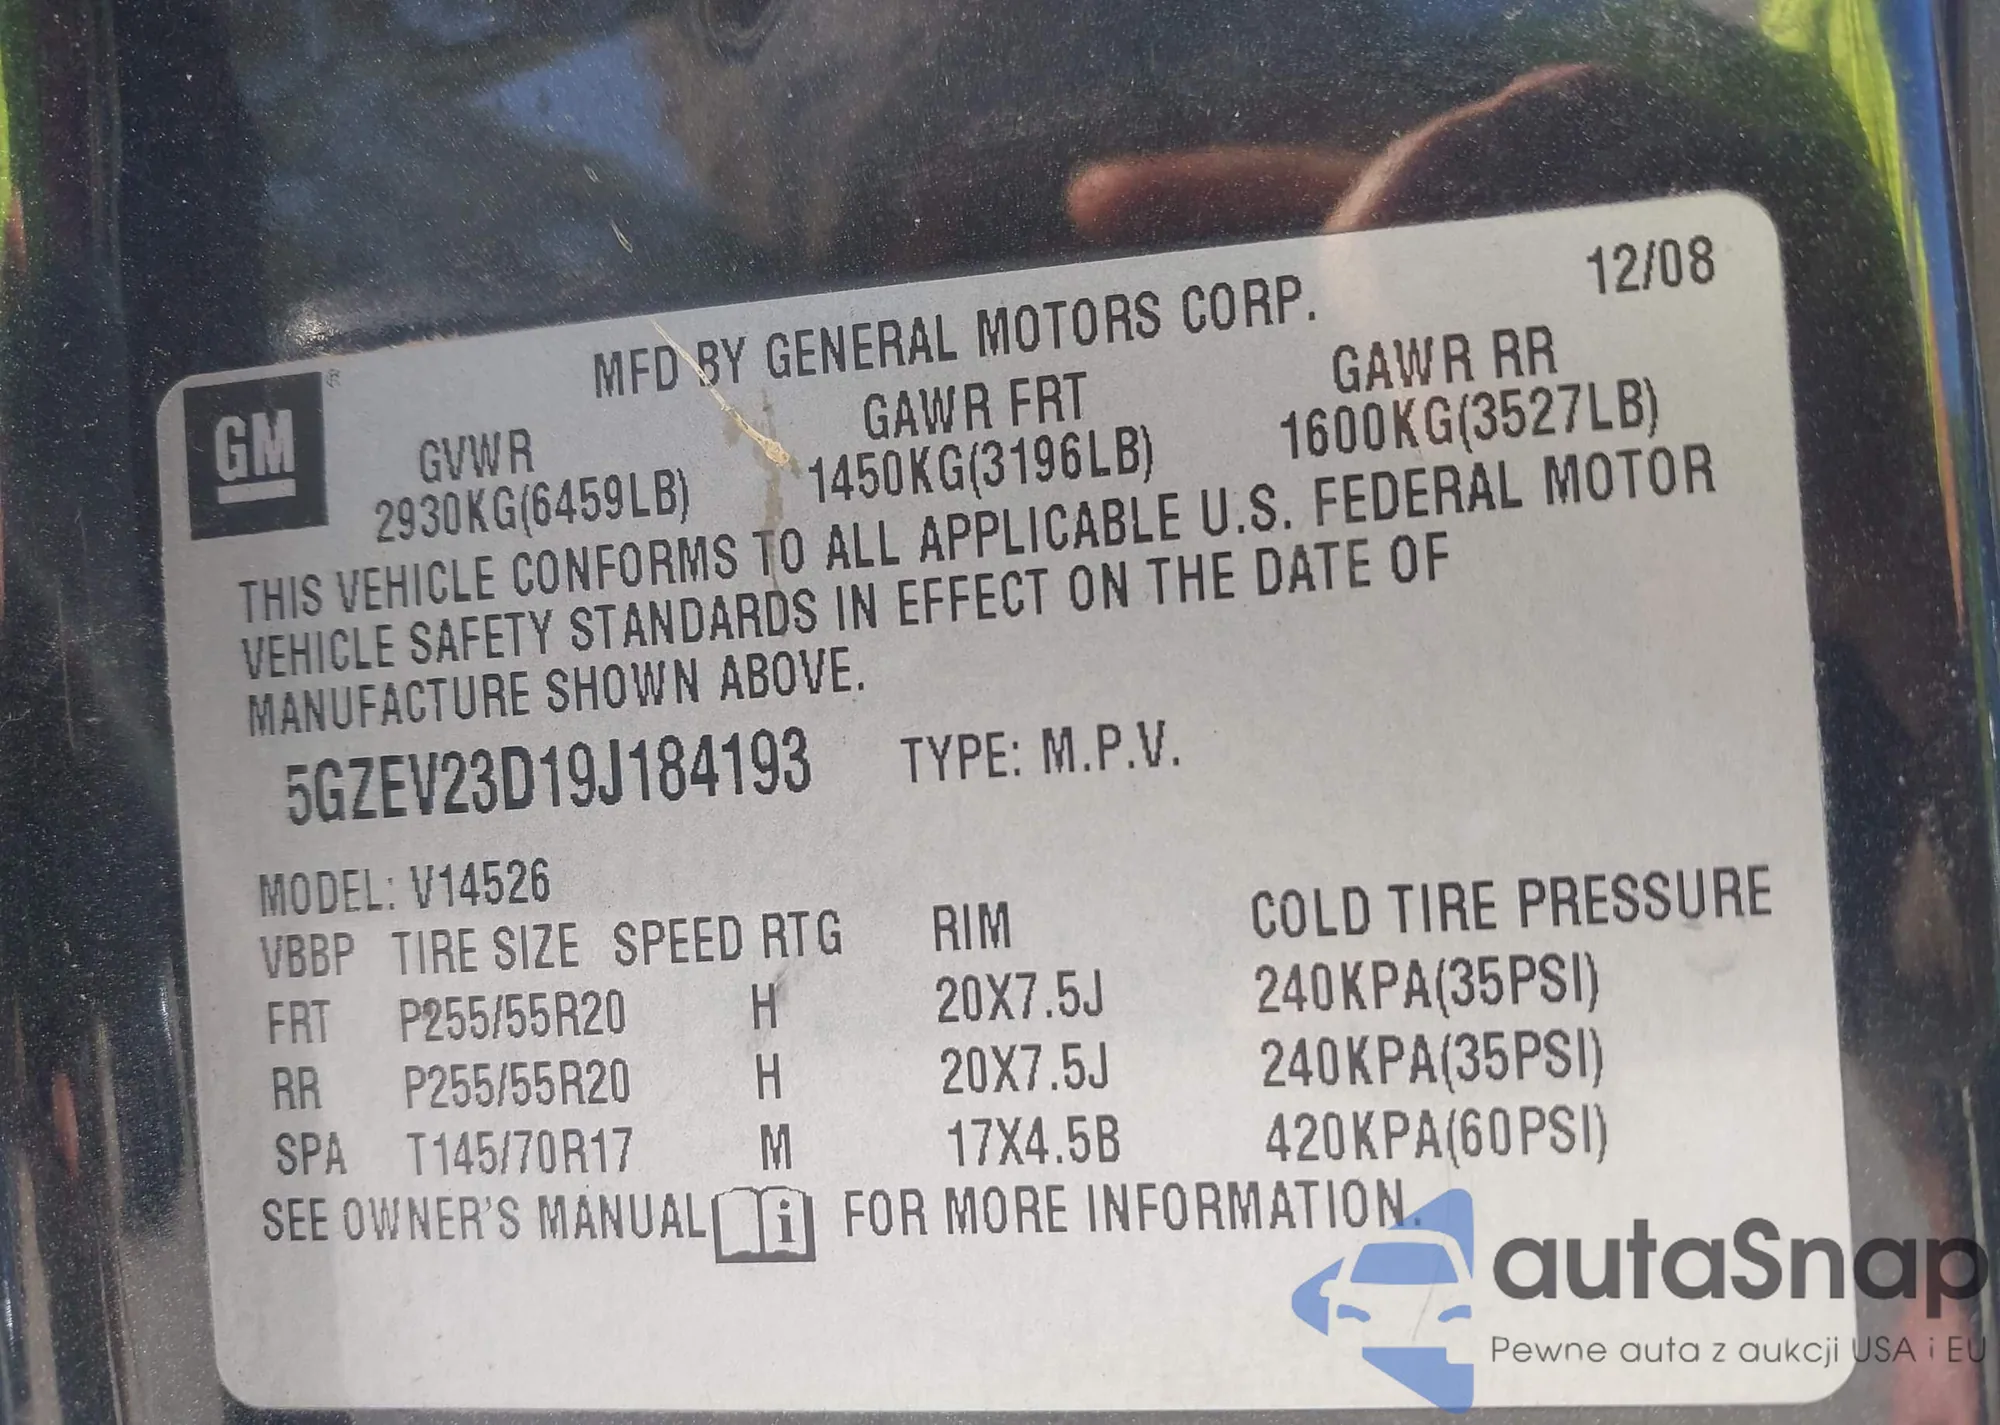 12/08
MFD BY GENERAL MOTORS CORP.
GM ®
GVWR GAWR FRT GAWR RR
2930KG(6459LB) 1450KG(3196LB) 1600KG(3527LB)
THIS VEHICLE CONFORMS TO ALL APPLICABLE U.S. FEDERAL MOTOR
VEHICLE SAFETY STANDARDS IN EFFECT ON THE DATE OF
MANUFACTURE SHOWN ABOVE.
5GZEV23D19J184193 TYPE: M.P.V.
MODEL: V14526
VBBP TIRE SIZE SPEED RTG RIM COLD TIRE PRESSURE
FRT P255/55R20 H 20X7.5J 240KPA(35PSI)
RR P255/55R20 H 20X7.5J 240KPA(35PSI)
SPA T145/70R17 M 17X4.5B 420KPA(60PSI)
SEE OWNER'S MANUAL i FOR MORE INFORMATION.
autaSnap
Pewne auta z aukcji USA i EU